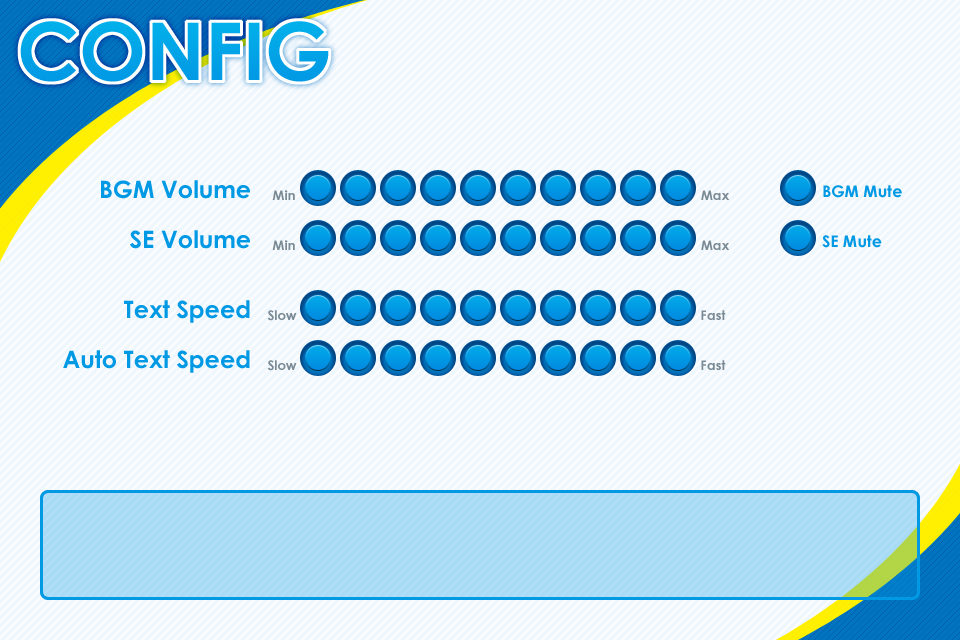 CONFIG
BGM Volume Min Max BGM Mute
SE Volume Min Max SE Mute
Text Speed Slow Fast
Auto Text Speed Slow Fast